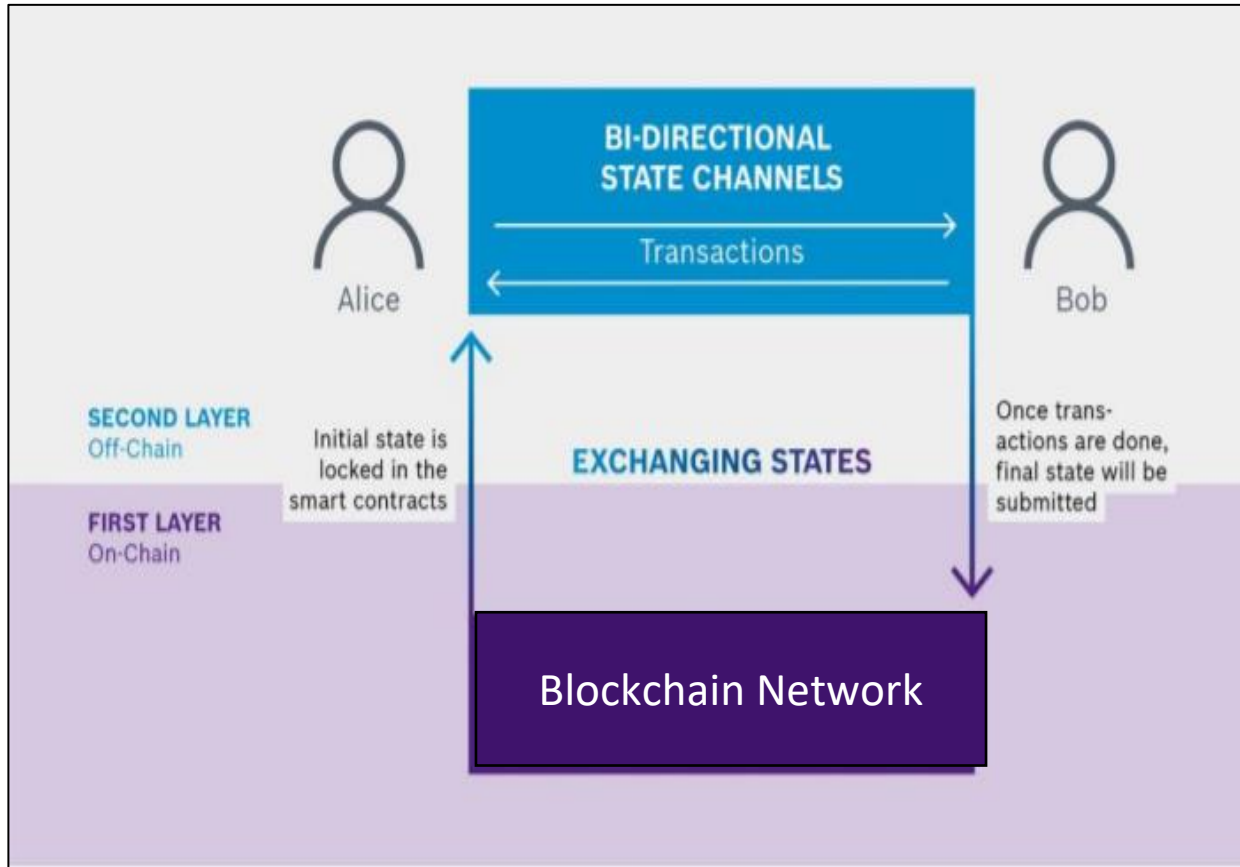 BI-DIRECTIONAL
STATE CHANNELS
Transactions
Alice
Bob
SECOND LAYER
Off-Chain
Initial state is
locked in the
smart contracts
EXCHANGING STATES
Once trans-
actions are done,
final state will be
submitted
FIRST LAYER
On-Chain
Blockchain Network